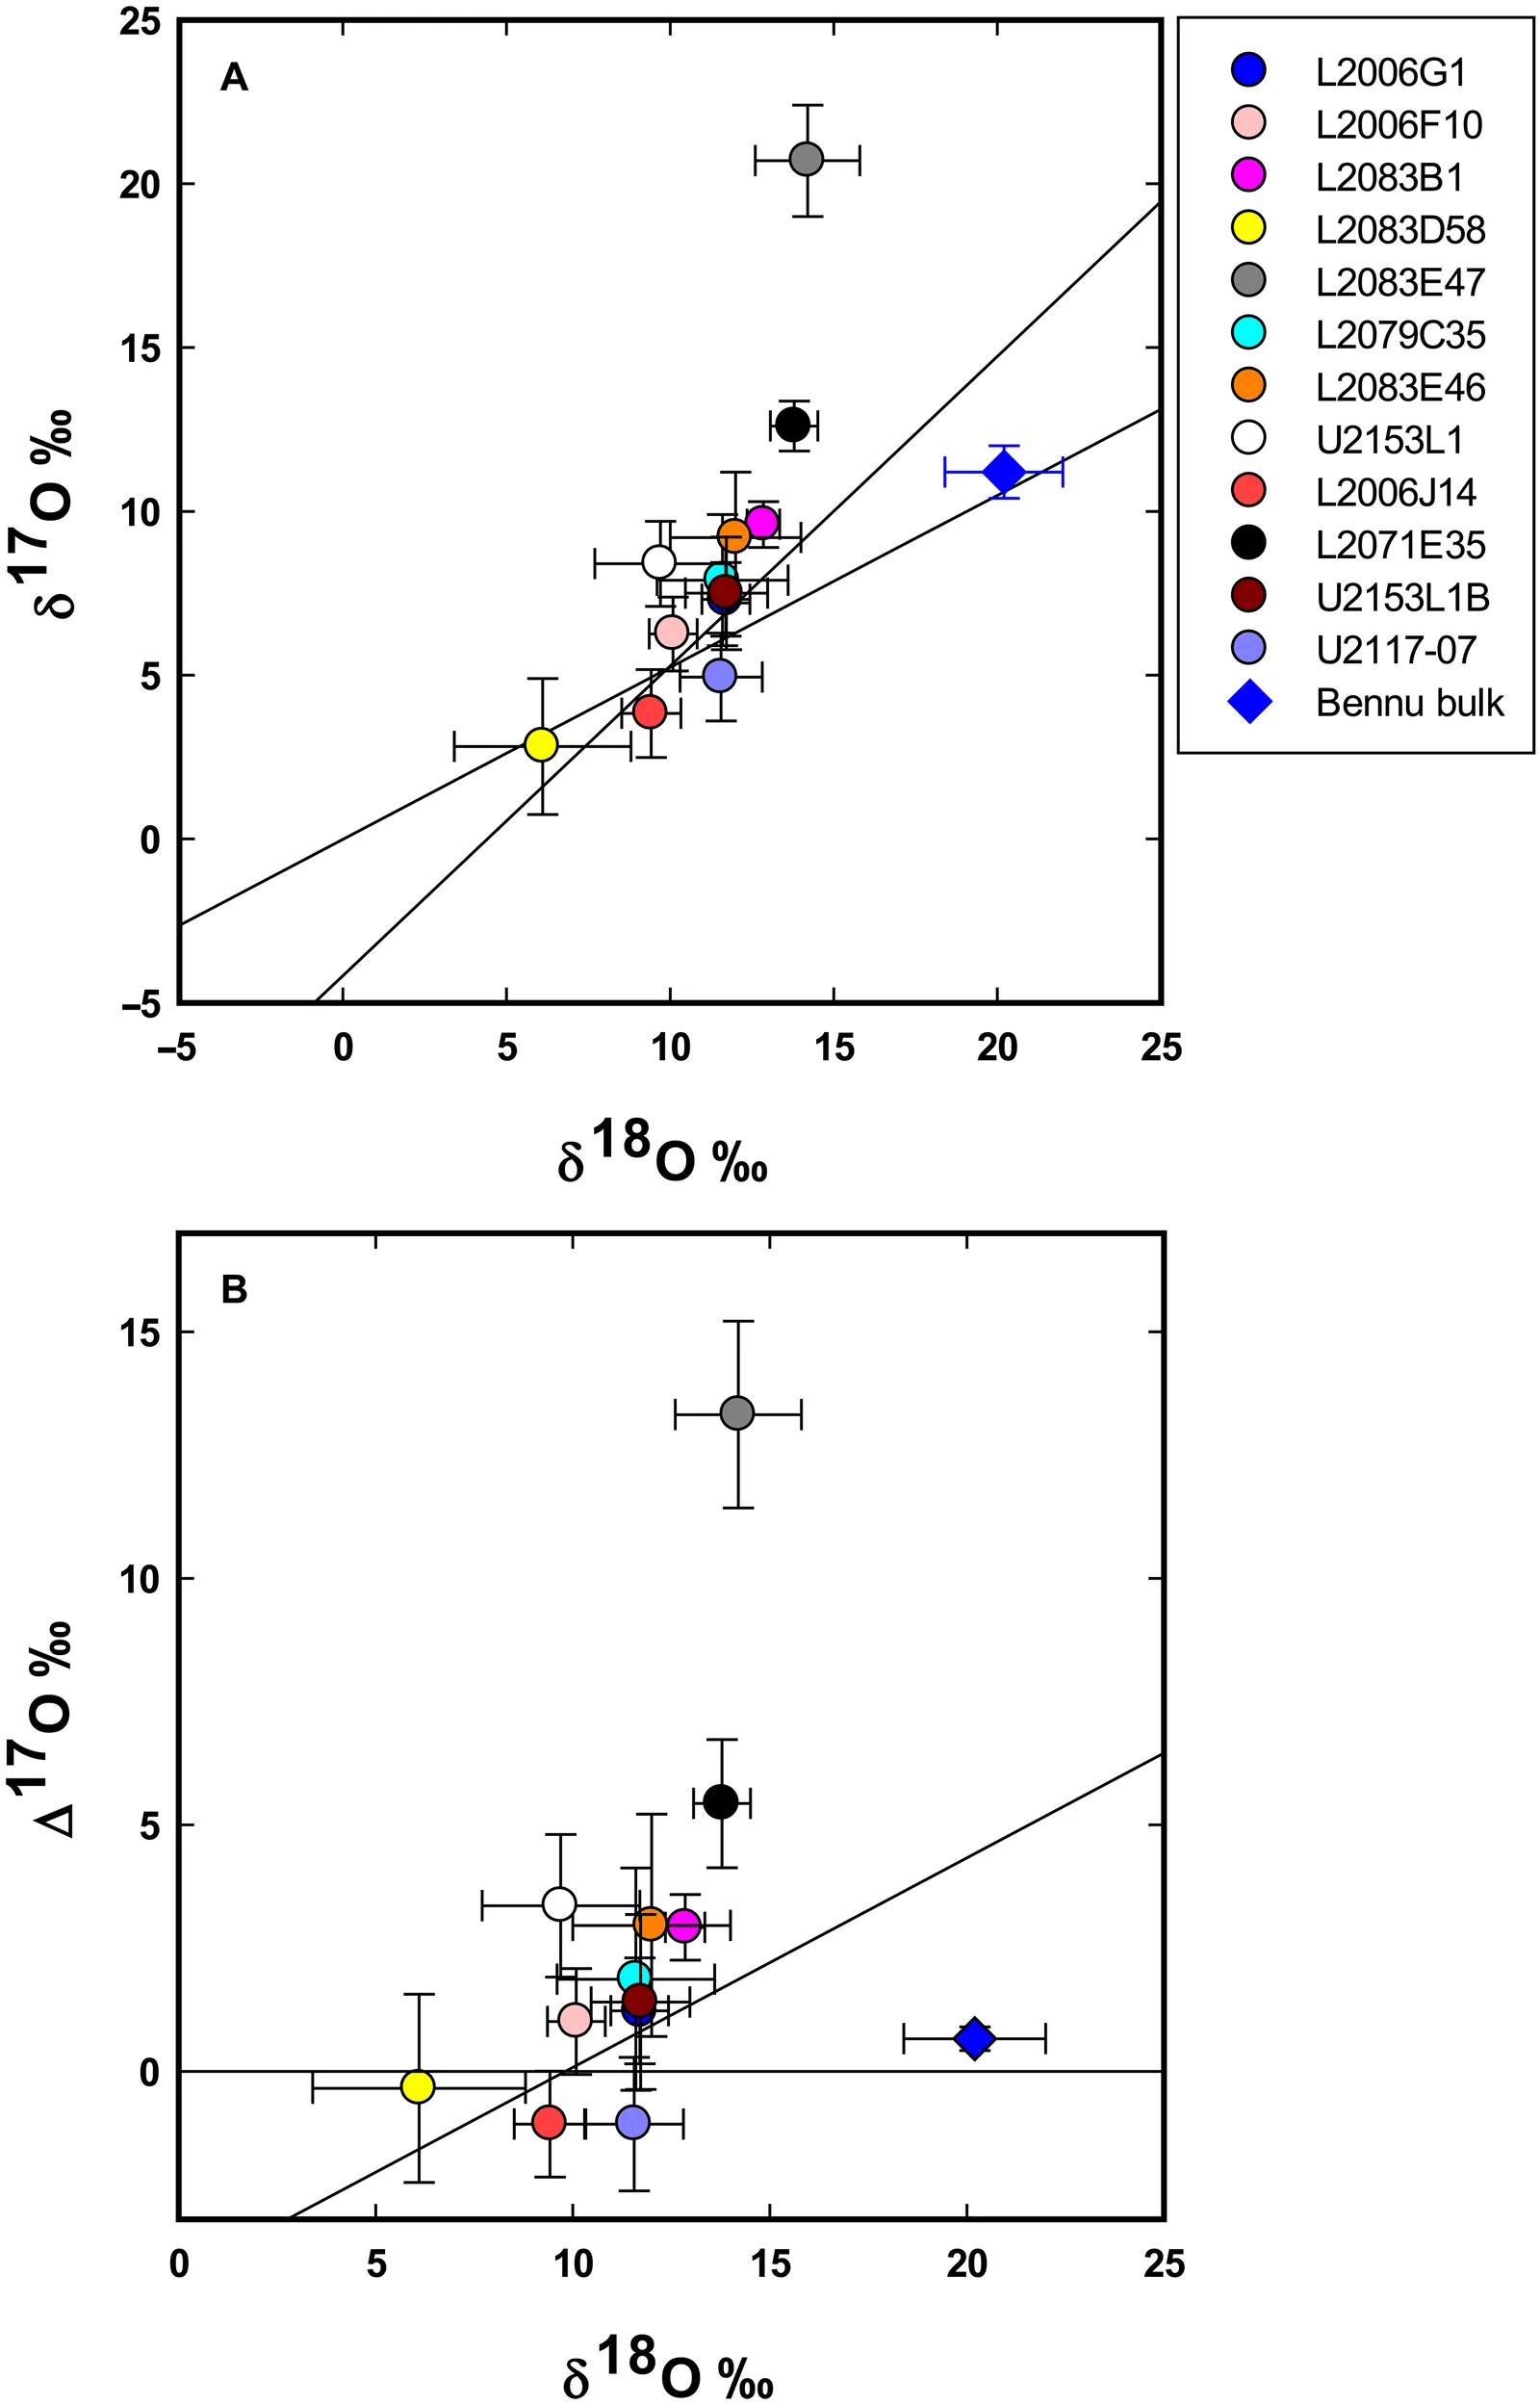 A
25
20
15
10
5
0
–5
–5 0 5 10 15 20 25
δ17O ‰
δ18O ‰
L2006G1
L2006F10
L2083B1
L2083D58
L2083E47
L2079C35
L2083E46
U2153L1
L2006J14
L2071E35
U2153L1B
U2117-07
Bennu bulk
B
15
10
5
0
0 5 10 15 20 25
Δ17O ‰
δ18O ‰